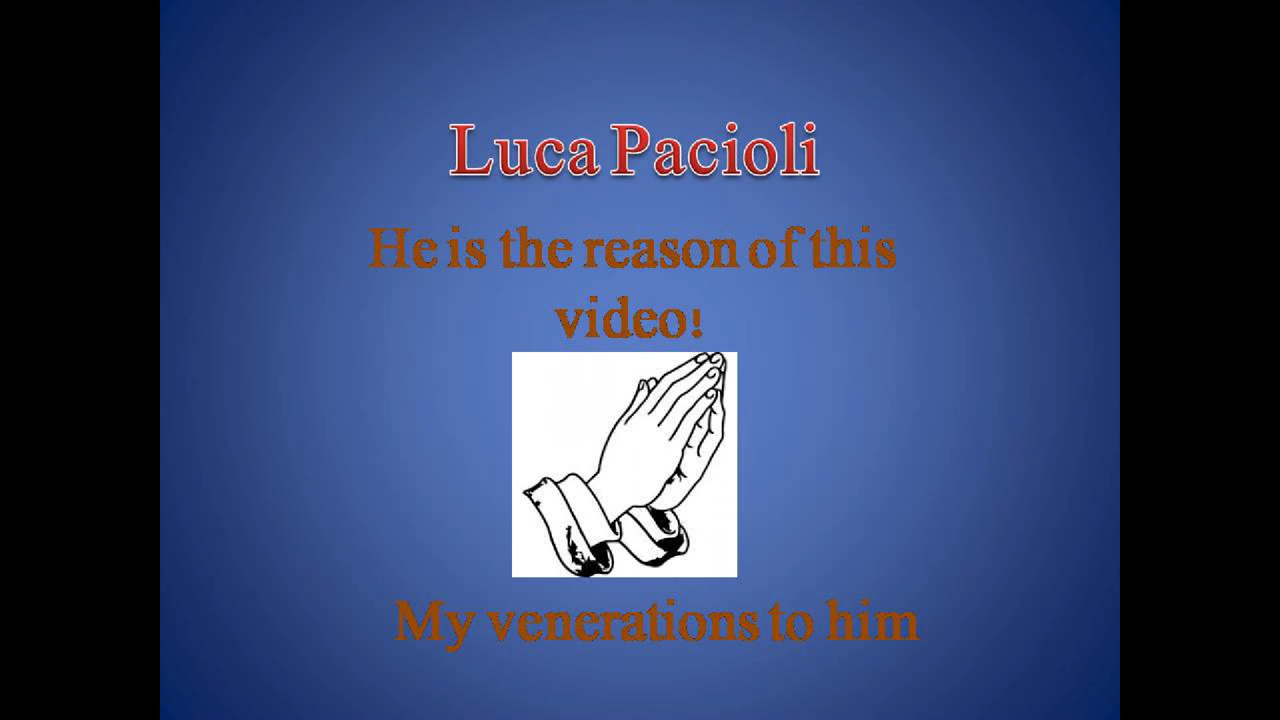 Luca Pacioli
He is the reason of this
video!
My venerations to him